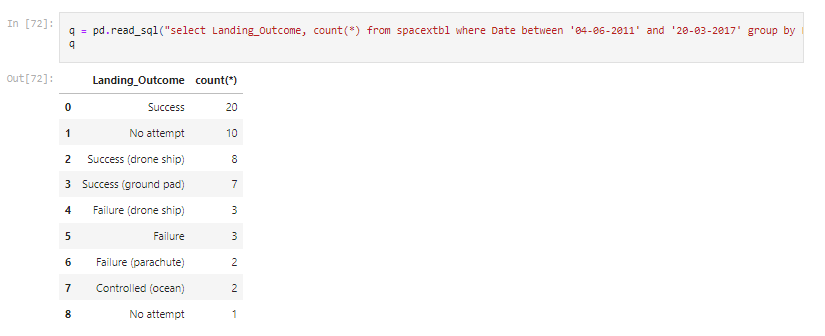 In [72]: q = pd.read_sql("select Landing_Outcome, count(*) from spacextbl where Date between '04-06-2011' and '20-03-2017' group by
q
Out[72]:
Landing_Outcome count(*)
0 Success 20
1 No attempt 10
2 Success (drone ship) 8
3 Success (ground pad) 7
4 Failure (drone ship) 3
5 Failure 3
6 Failure (parachute) 2
7 Controlled (ocean) 2
8 No attempt 1